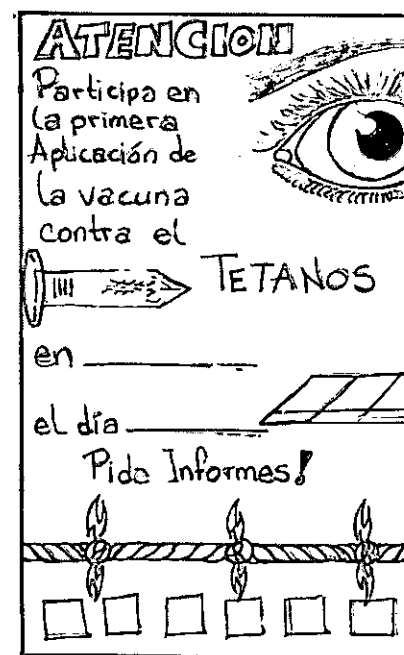 ATENCION
Participa en
la primera
Aplicación de
la vacuna
contra el
TETANOS
en
el día
Pida Informes!